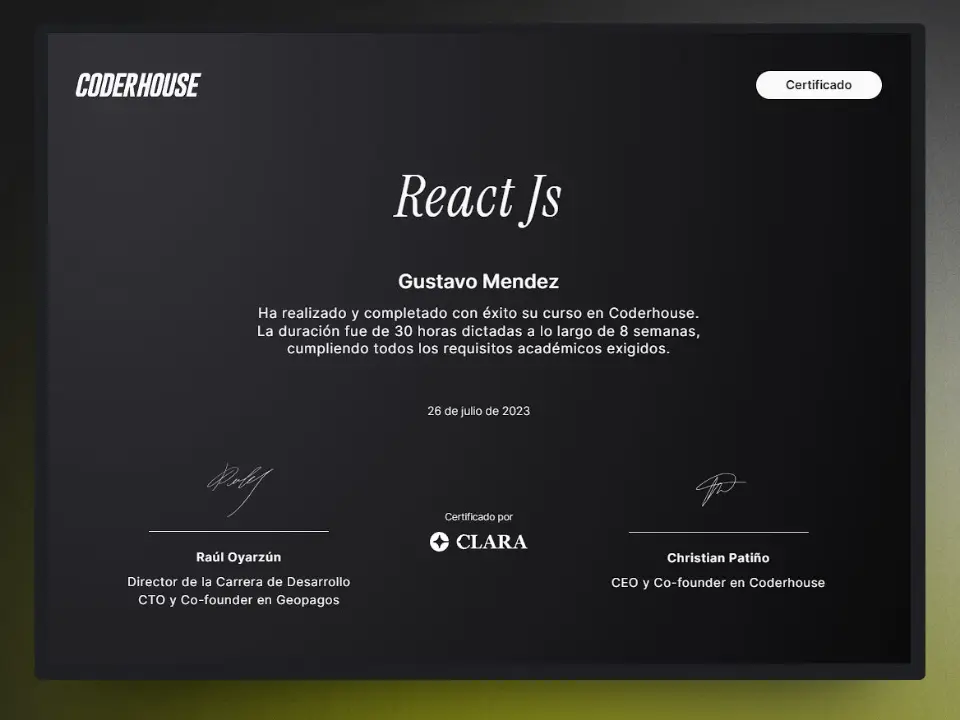 CODERHOUSE
Certificado
React Js
Gustavo Mendez
Ha realizado y completado con éxito su curso en Coderhouse.
La duración fue de 30 horas dictadas a lo largo de 8 semanas,
cumpliendo todos los requisitos académicos exigidos.
26 de julio de 2023
Raúl Oyarzún
Director de la Carrera de Desarrollo
CTO y Co-founder en Geopagos
Certificado por
CLARA
Christian Patiño
CEO y Co-founder en Coderhouse